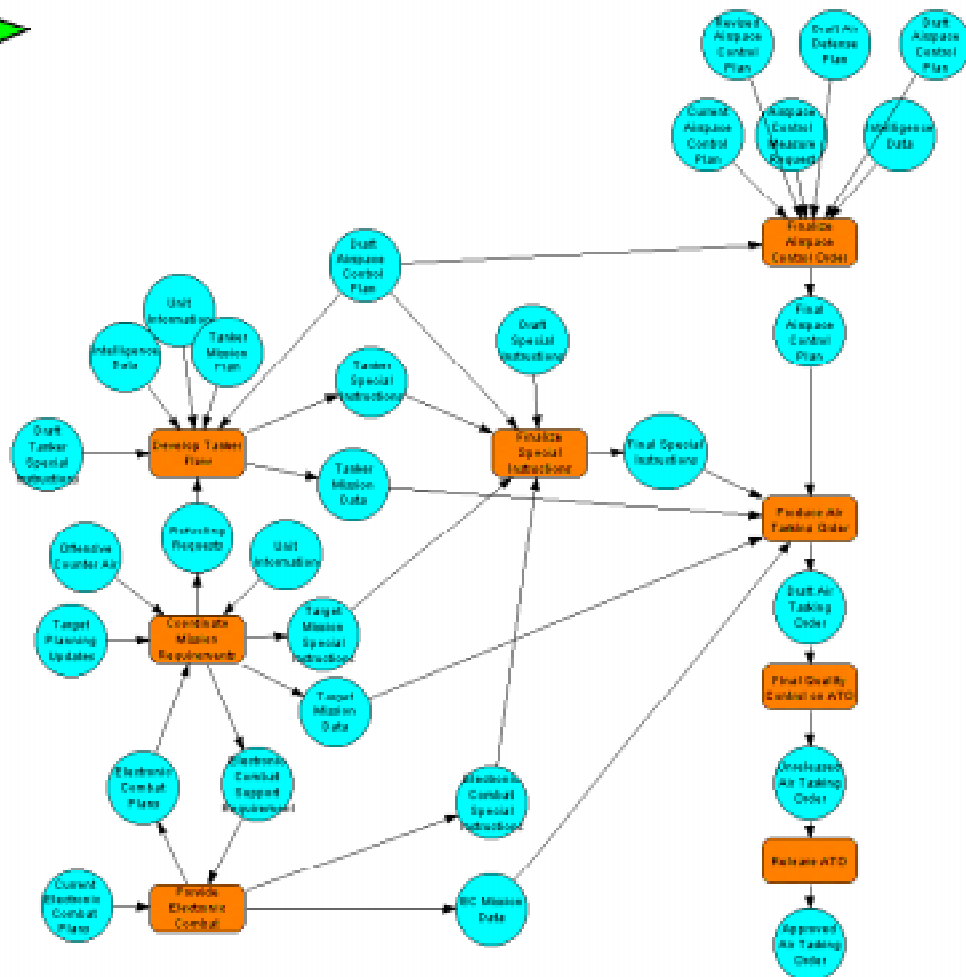 Revised
Airspace
Control
Plan
Draft Air
Defense
Plan
Draft
Airspace
Control
Plan
Current
Airspace
Control
Plan
Airspace
Control
Measure
Request
Intelligence
Data
Finalize
Airspace
Control Order
Draft
Airspace
Control
Plan
Final
Airspace
Control
Plan
Unit
Information
Intelligence
Data
Tanker
Mission
Plan
Draft
Special
Instructions
Tanker
Special
Instructions
Draft
Tanker
Special
Instructions
Develop Tanker
Plans
Finalize
Special
Instructions
Final Special
Instructions
Tanker
Mission
Data
Produce Air
Tasking Order
Refueling
Requests
Offensive
Counter Air
Unit
Information
Draft Air
Tasking
Order
Target
Planning
Updates
Coordinate
Mission
Requirements
Target
Mission
Special
Instructions
Final Quality
Control on ATO
Target
Mission
Data
Electronic
Combat
Plans
Electronic
Combat
Support
Requirement
Electronic
Combat
Special
Instructions
Unreleased
Air Tasking
Order
Release ATO
Current
Electronic
Combat
Plans
Provide
Electronic
Combat
EC Mission
Data
Approved
Air Tasking
Order